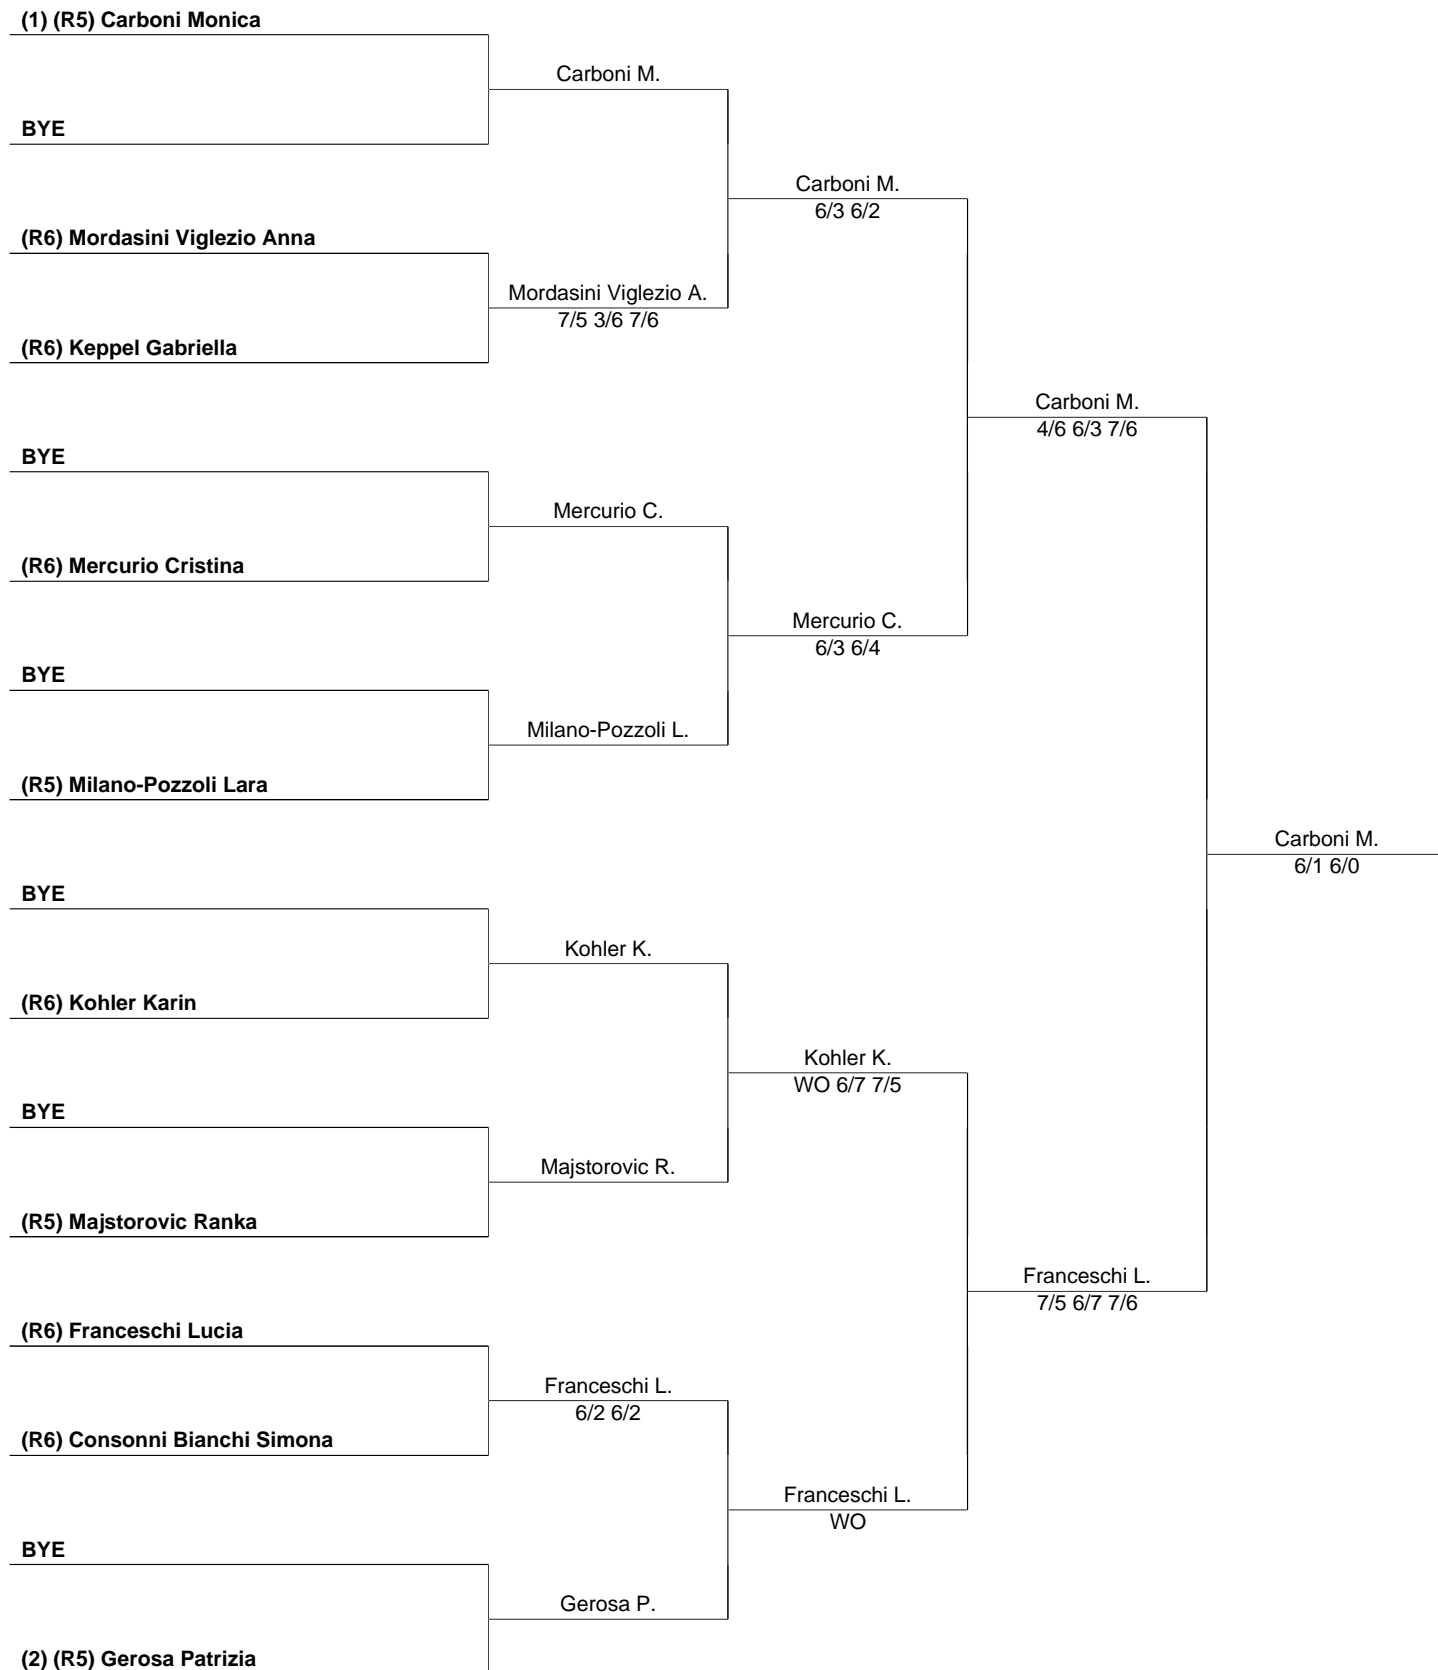 (1) (R5) Carboni Monica
Carboni M.
BYE
Carboni M.
6/3 6/2
(R6) Mordasini Viglezio Anna
Mordasini Viglezio A.
7/5 3/6 7/6
(R6) Keppel Gabriella
Carboni M.
4/6 6/3 7/6
BYE
Mercurio C.
(R6) Mercurio Cristina
Mercurio C.
6/3 6/4
BYE
Milano-Pozzoli L.
(R5) Milano-Pozzoli Lara
Carboni M.
6/1 6/0
BYE
Kohler K.
(R6) Kohler Karin
Kohler K.
WO 6/7 7/5
BYE
Majstorovic R.
(R5) Majstorovic Ranka
Franceschi L.
7/5 6/7 7/6
(R6) Franceschi Lucia
Franceschi L.
6/2 6/2
(R6) Consonni Bianchi Simona
Franceschi L.
WO
BYE
Gerosa P.
(2) (R5) Gerosa Patrizia